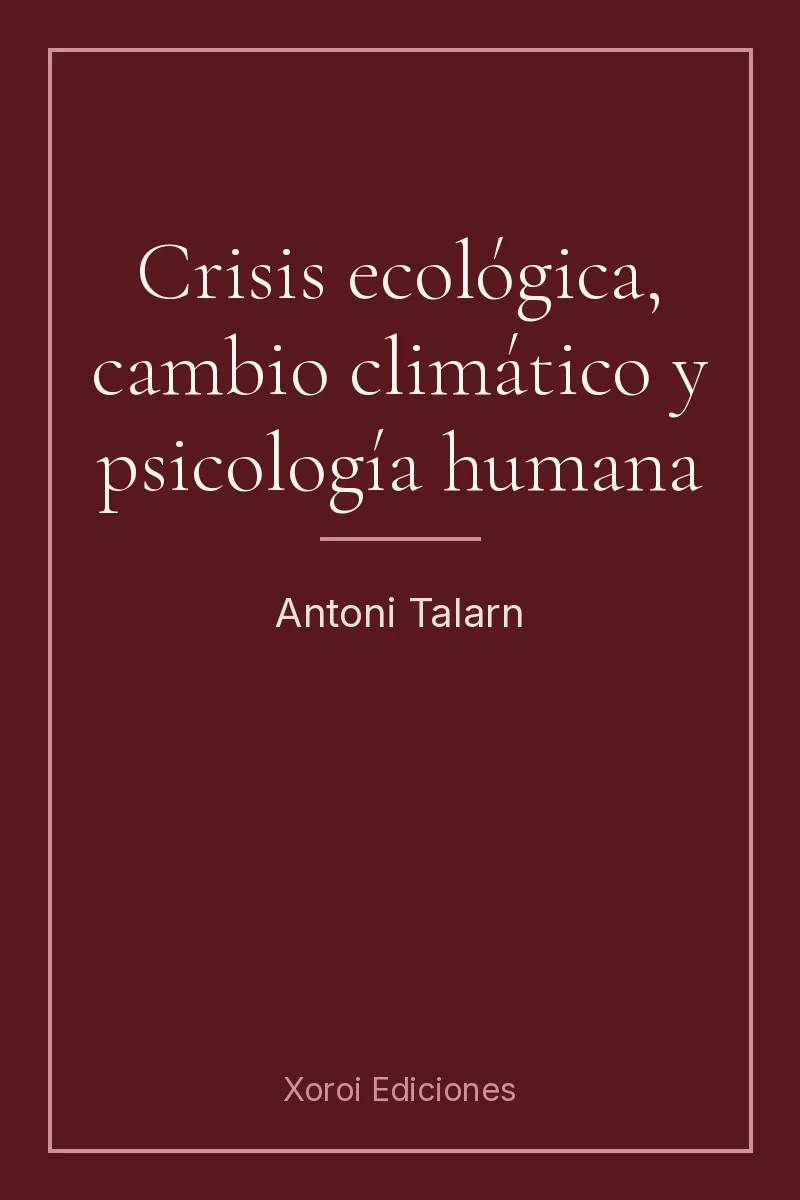 Crisis ecológica,
cambio climático y
psicología humana
Antoni Talarn
Xoroi Ediciones